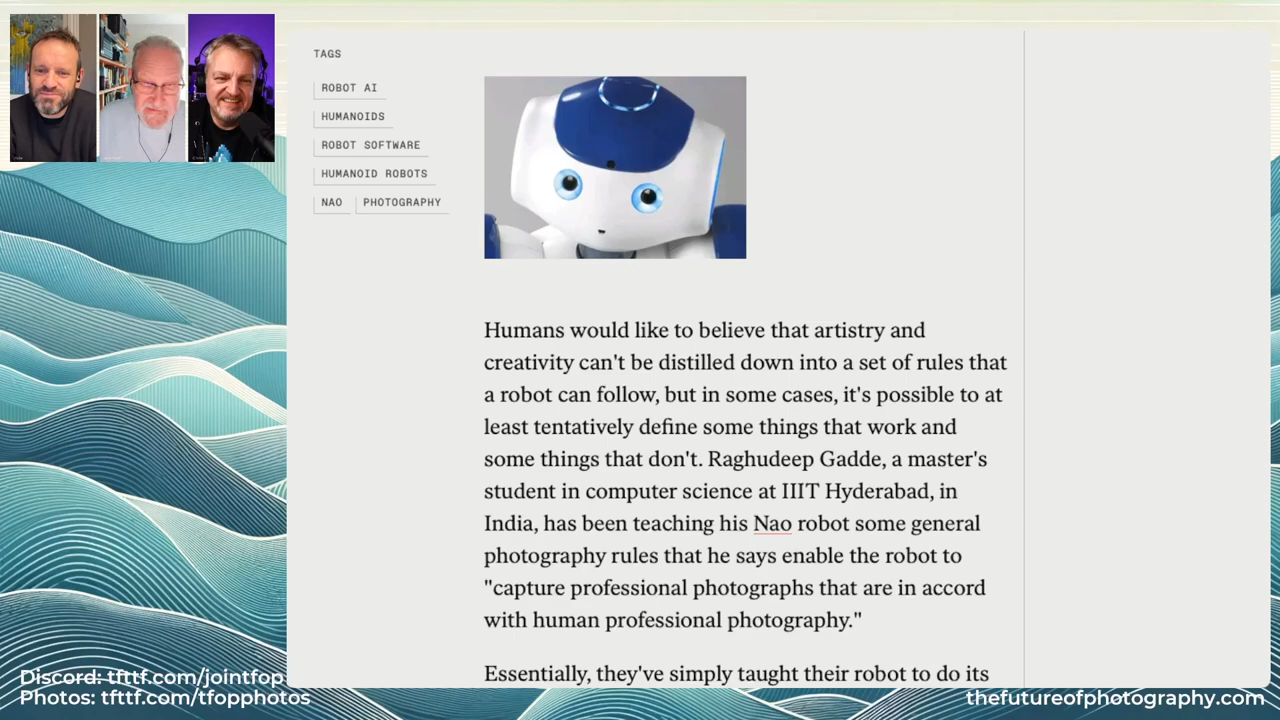 TAGS
ROBOT AI
HUMANOIDS
ROBOT SOFTWARE
HUMANOID ROBOTS
NAO PHOTOGRAPHY
Humans would like to believe that artistry and
creativity can't be distilled down into a set of rules that
a robot can follow, but in some cases, it's possible to at
least tentatively define some things that work and
some things that don't. Raghudeep Gadde, a master's
student in computer science at IIIT Hyderabad, in
India, has been teaching his Nao robot some general
photography rules that he says enable the robot to
"capture professional photographs that are in accord
with human professional photography."
Essentially, they've simply taught their robot to do its
Discord: tfttf.com/jointfop
Photos: tfttf.com/tfopphotos
thefutureofphotography.com